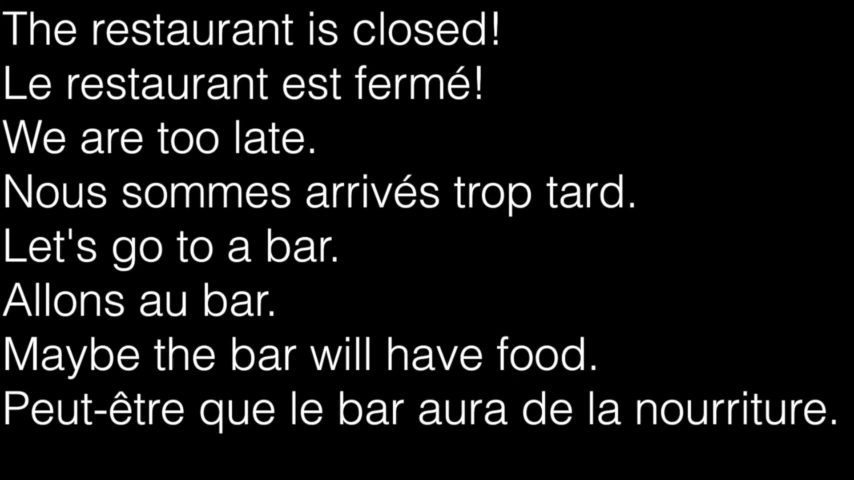 The restaurant is closed!
Le restaurant est fermé!
We are too late.
Nous sommes arrivés trop tard.
Let's go to a bar.
Allons au bar.
Maybe the bar will have food.
Peut-être que le bar aura de la nourriture.